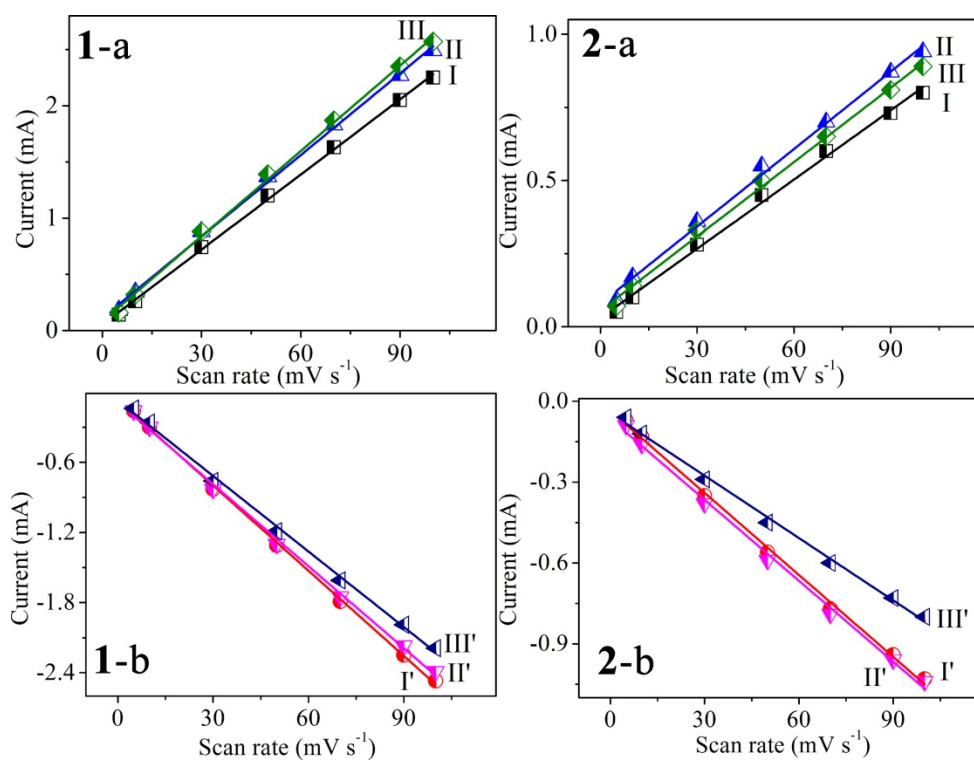 1-a
III
II
I
2
1
0
Current (mA)
0
30
60
90
Scan rate (mV s-1)
2-a
II
III
I
1.0
0.5
0.0
Current (mA)
0
30
60
90
Scan rate (mV s-1)
-0.6
-1.2
-1.8
-2.4
Current (mA)
1-b
III'
I'
II'
0
30
60
90
Scan rate (mV s-1)
0.0
-0.3
-0.6
-0.9
Current (mA)
2-b
II'
I'
III'
0
30
60
90
Scan rate (mV s-1)